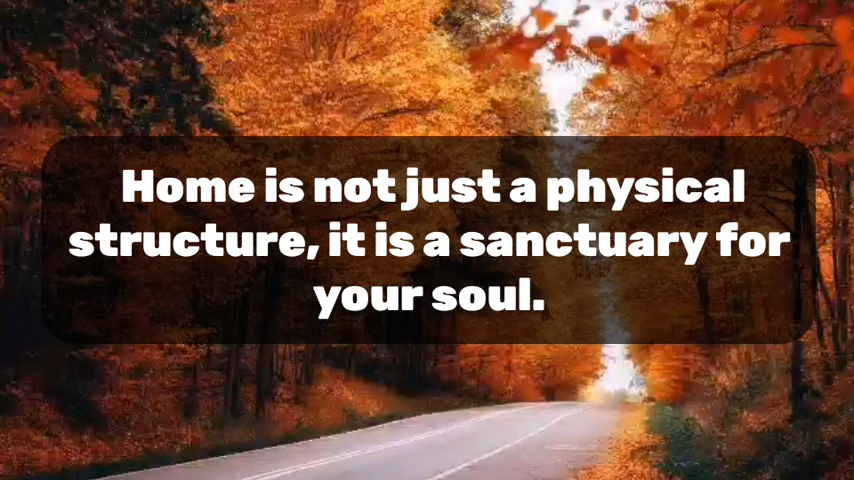 Home is not just a physical
structure, it is a sanctuary for
your soul.